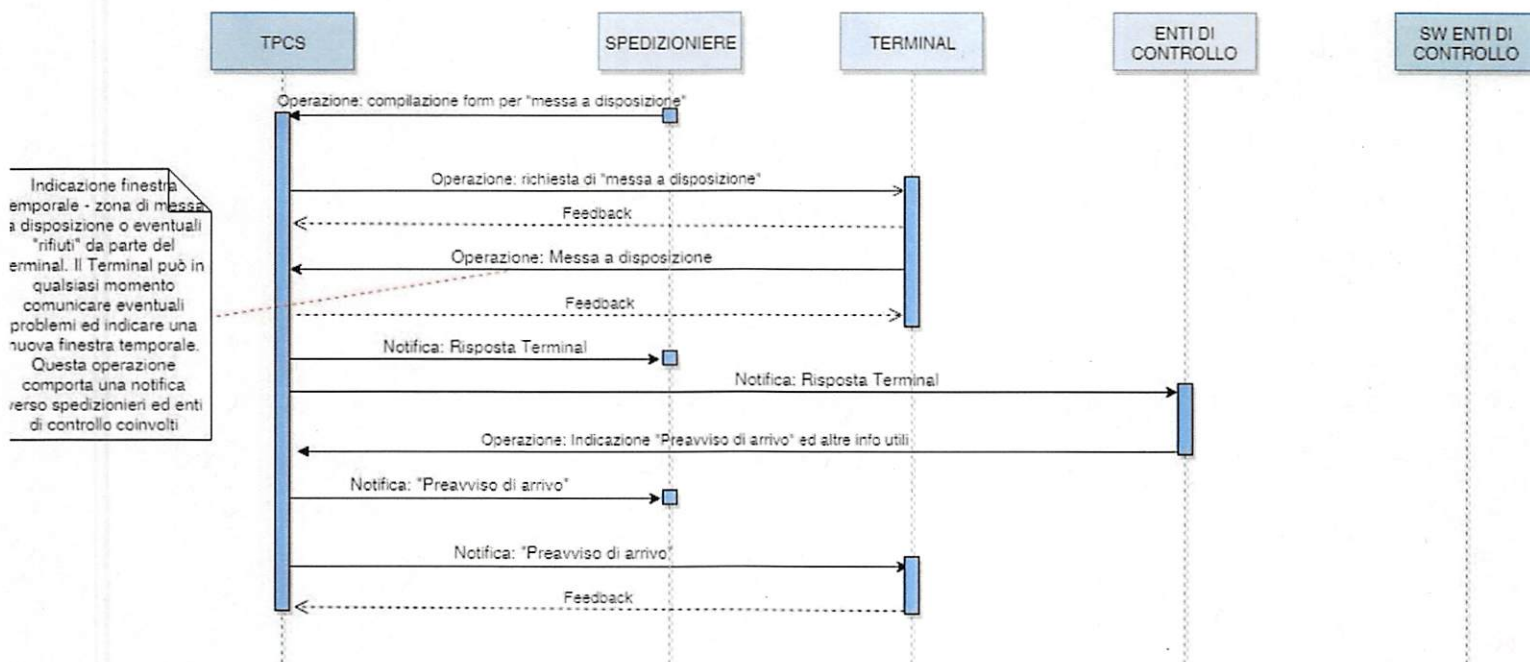 TPCS
SPEDIZIONIERE
TERMINAL
ENTI DI
CONTROLLO
SW ENTI DI
CONTROLLO
Operazione: compilazione form per "messa a disposizione"
Operazione: richiesta di "messa a disposizione"
Feedback
Operazione: Messa a disposizione
Feedback
Indicazione finestra
emporale - zona di messa
a disposizione o eventuali
"rifiuti" da parte del
erminal. Il Terminal può in
qualsiasi momento
comunicare eventuali
problemi ed indicare una
nuova finestra temporale.
Questa operazione
comporta una notifica
verso spedizionieri ed enti
di controllo coinvolti
Notifica: Risposta Terminal
Notifica: Risposta Terminal
Operazione: Indicazione "Preavviso di arrivo" ed altre info utili
Notifica: "Preavviso di arrivo"
Notifica: "Preavviso di arrivo"
Feedback